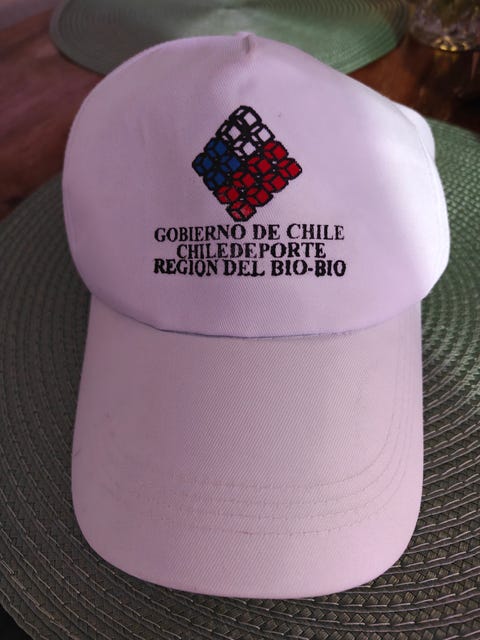 GOBIERNO DE CHILE
CHILEDEPORTE
REGION DEL BIO-BIO